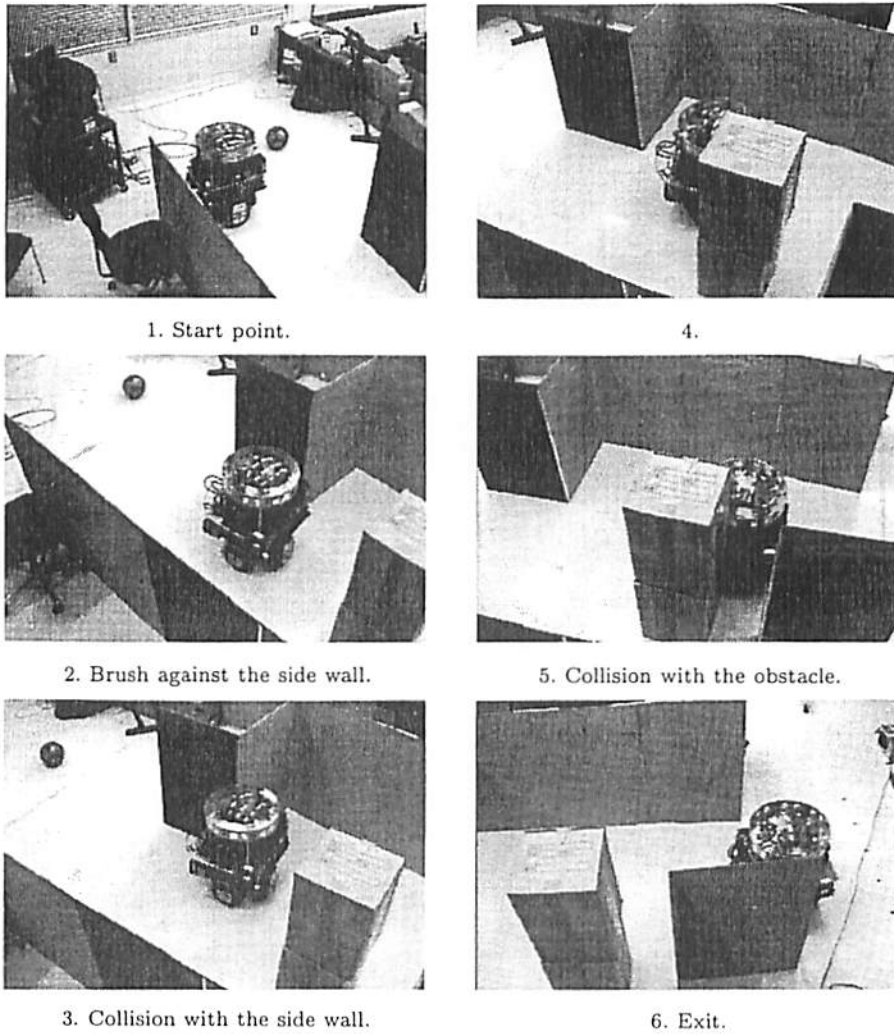 1. Start point.
4.
2. Brush against the side wall.
5. Collision with the obstacle.
3. Collision with the side wall.
6. Exit.